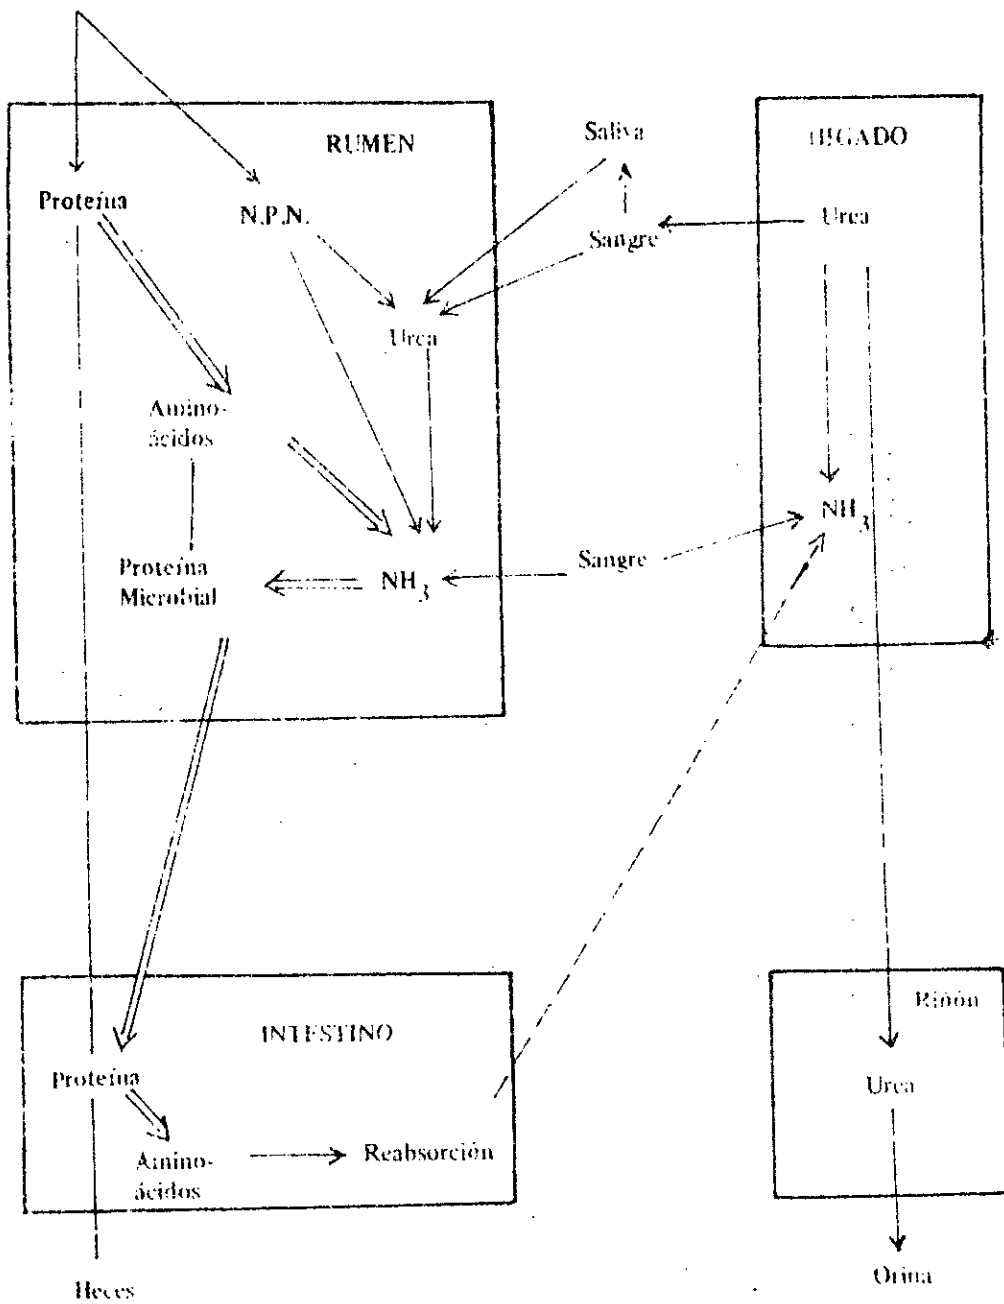 RUMEN
Proteína
N.P.N.
Urea
Amino-
ácidos
Proteína
Microbial
NH3
Saliva
Sangre
Sangre
HIGADO
Urea
NH3
INTESTINO
Proteína
Amino-
ácidos
Reabsorción
Heces
Riñón
Urea
Orina